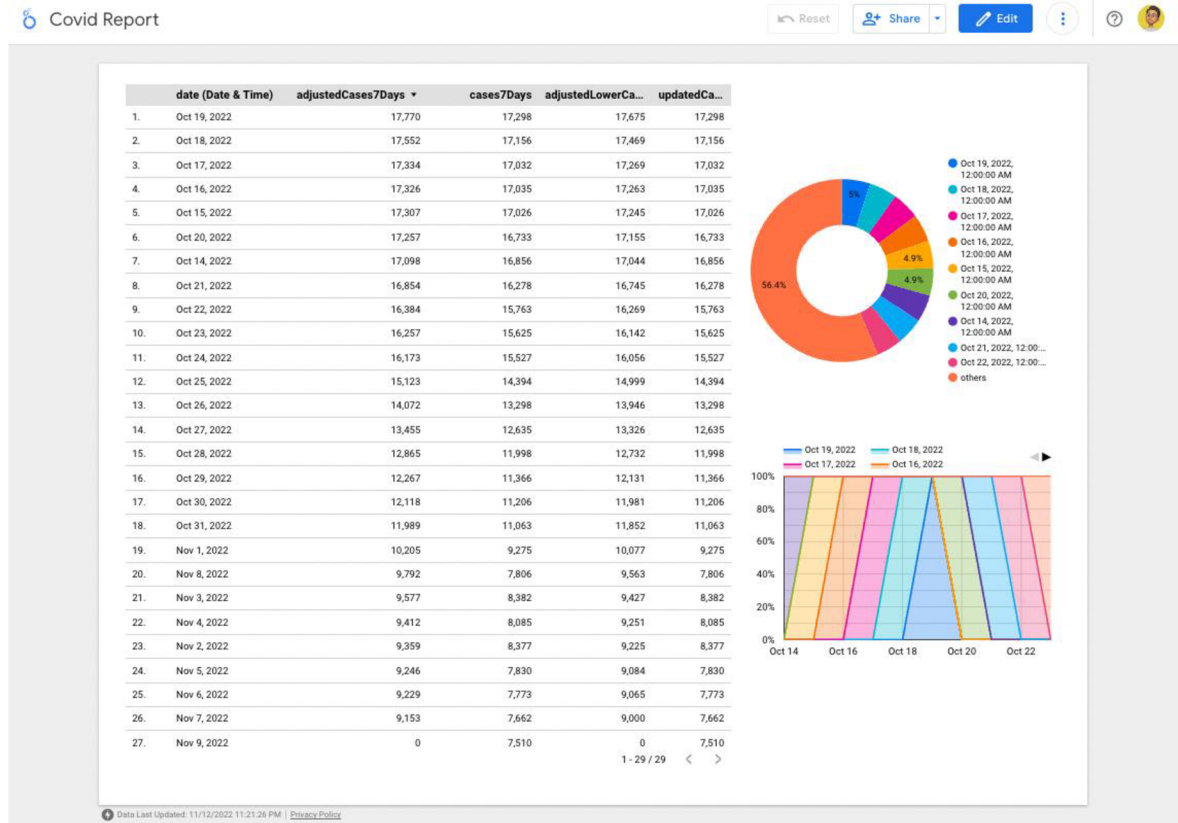 Covid Report
Reset
Share
Edit
date (Date & Time) adjustedCases7Days cases7Days adjustedLowerCa... updatedCa...
1. Oct 19, 2022 17,770 17,298 17,675 17,298
2. Oct 18, 2022 17,552 17,156 17,469 17,156
3. Oct 17, 2022 17,334 17,032 17,269 17,032
4. Oct 16, 2022 17,326 17,035 17,263 17,035
5. Oct 15, 2022 17,307 17,026 17,245 17,026
6. Oct 20, 2022 17,257 16,733 17,155 16,733
7. Oct 14, 2022 17,098 16,856 17,044 16,856
8. Oct 21, 2022 16,854 16,278 16,745 16,278
9. Oct 22, 2022 16,384 15,763 16,269 15,763
10. Oct 23, 2022 16,257 15,625 16,142 15,625
11. Oct 24, 2022 16,173 15,527 16,056 15,527
12. Oct 25, 2022 15,123 14,394 14,999 14,394
13. Oct 26, 2022 14,072 13,298 13,946 13,298
14. Oct 27, 2022 13,455 12,635 13,326 12,635
15. Oct 28, 2022 12,865 11,998 12,732 11,998
16. Oct 29, 2022 12,267 11,366 12,131 11,366
17. Oct 30, 2022 12,118 11,206 11,981 11,206
18. Oct 31, 2022 11,989 11,063 11,852 11,063
19. Nov 1, 2022 10,205 9,275 10,077 9,275
20. Nov 8, 2022 9,792 7,806 9,563 7,806
21. Nov 3, 2022 9,577 8,382 9,427 8,382
22. Nov 4, 2022 9,412 8,085 9,251 8,085
23. Nov 2, 2022 9,359 8,377 9,225 8,377
24. Nov 5, 2022 9,246 7,830 9,084 7,830
25. Nov 6, 2022 9,229 7,773 9,065 7,773
26. Nov 7, 2022 9,153 7,662 9,000 7,662
27. Nov 9, 2022 0 7,510 0 7,510
1 - 29 / 29
5%
4.9%
4.9%
56.4%
Oct 19, 2022,
12:00:00 AM
Oct 18, 2022,
12:00:00 AM
Oct 17, 2022,
12:00:00 AM
Oct 16, 2022,
12:00:00 AM
Oct 15, 2022,
12:00:00 AM
Oct 20, 2022,
12:00:00 AM
Oct 14, 2022,
12:00:00 AM
Oct 21, 2022, 12:00:...
Oct 22, 2022, 12:00:...
others
Oct 19, 2022 Oct 18, 2022
Oct 17, 2022 Oct 16, 2022
100%
80%
60%
40%
20%
0%
Oct 14 Oct 16 Oct 18 Oct 20 Oct 22
Data Last Updated: 11/12/2022 11:21:26 PM | Privacy Policy